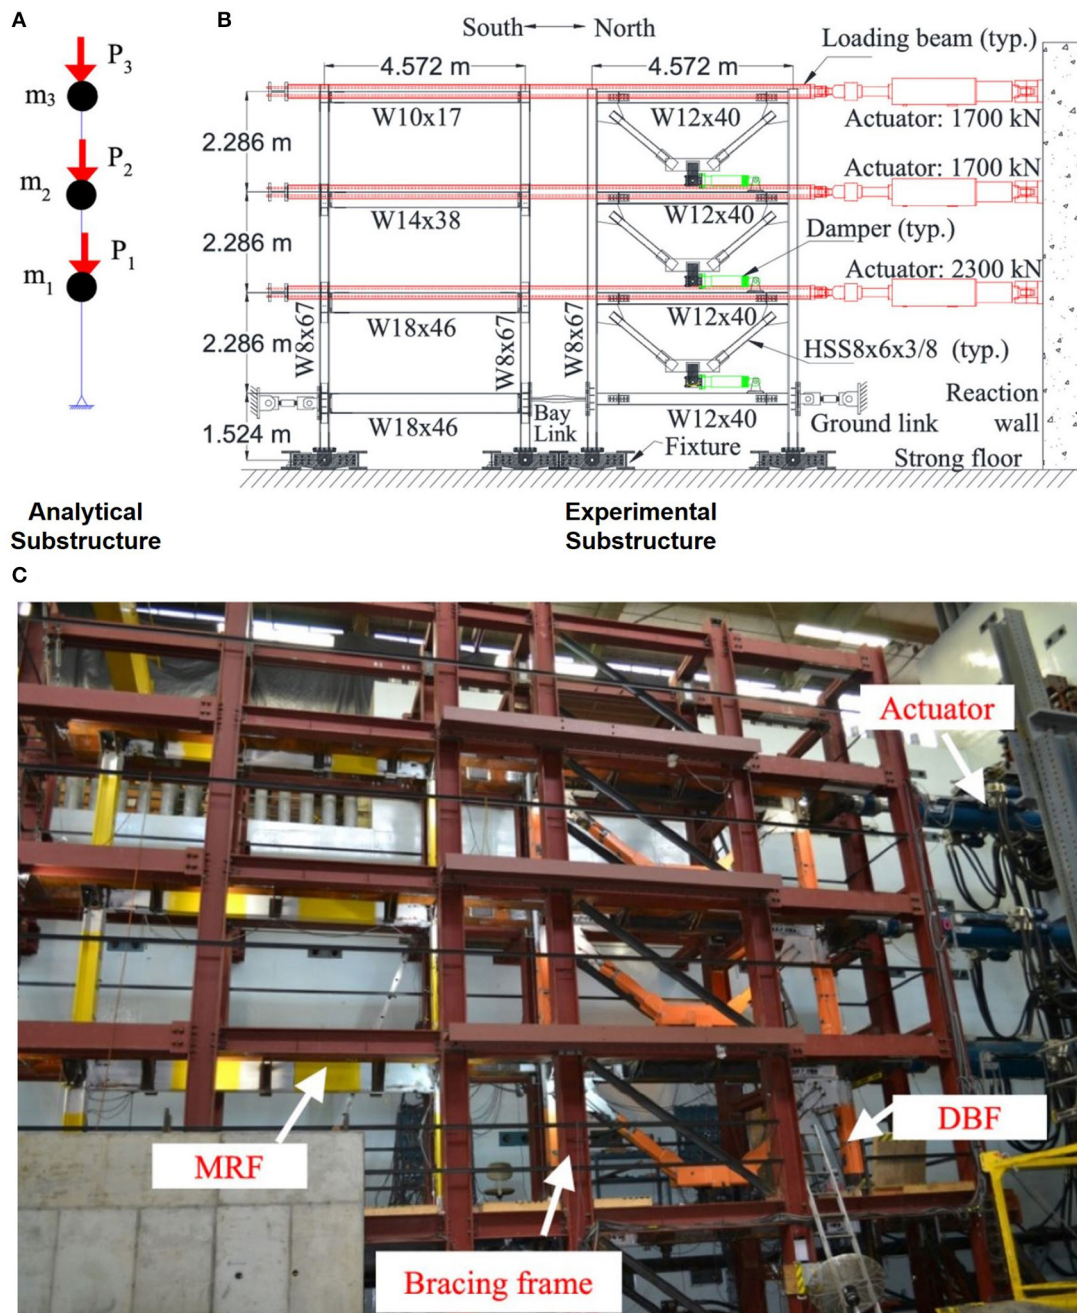 A
P3
m3
P2
m2
P1
m1
Analytical
Substructure
B
South
North
Loading beam (typ.)
4.572 m
4.572 m
W10x17
W12x40
Actuator: 1700 kN
2.286 m
Actuator: 1700 kN
W14x38
W12x40
Damper (typ.)
2.286 m
Actuator: 2300 kN
W8x67
W18x46
W8x67
W8x67
W12x40
2.286 m
HSS8x6x3/8 (typ.)
Bay
Link
W18x46
W12x40
Ground link
Reaction
wall
1.524 m
Fixture
Strong floor
Experimental
Substructure
C
Actuator
MRF
DBF
Bracing frame